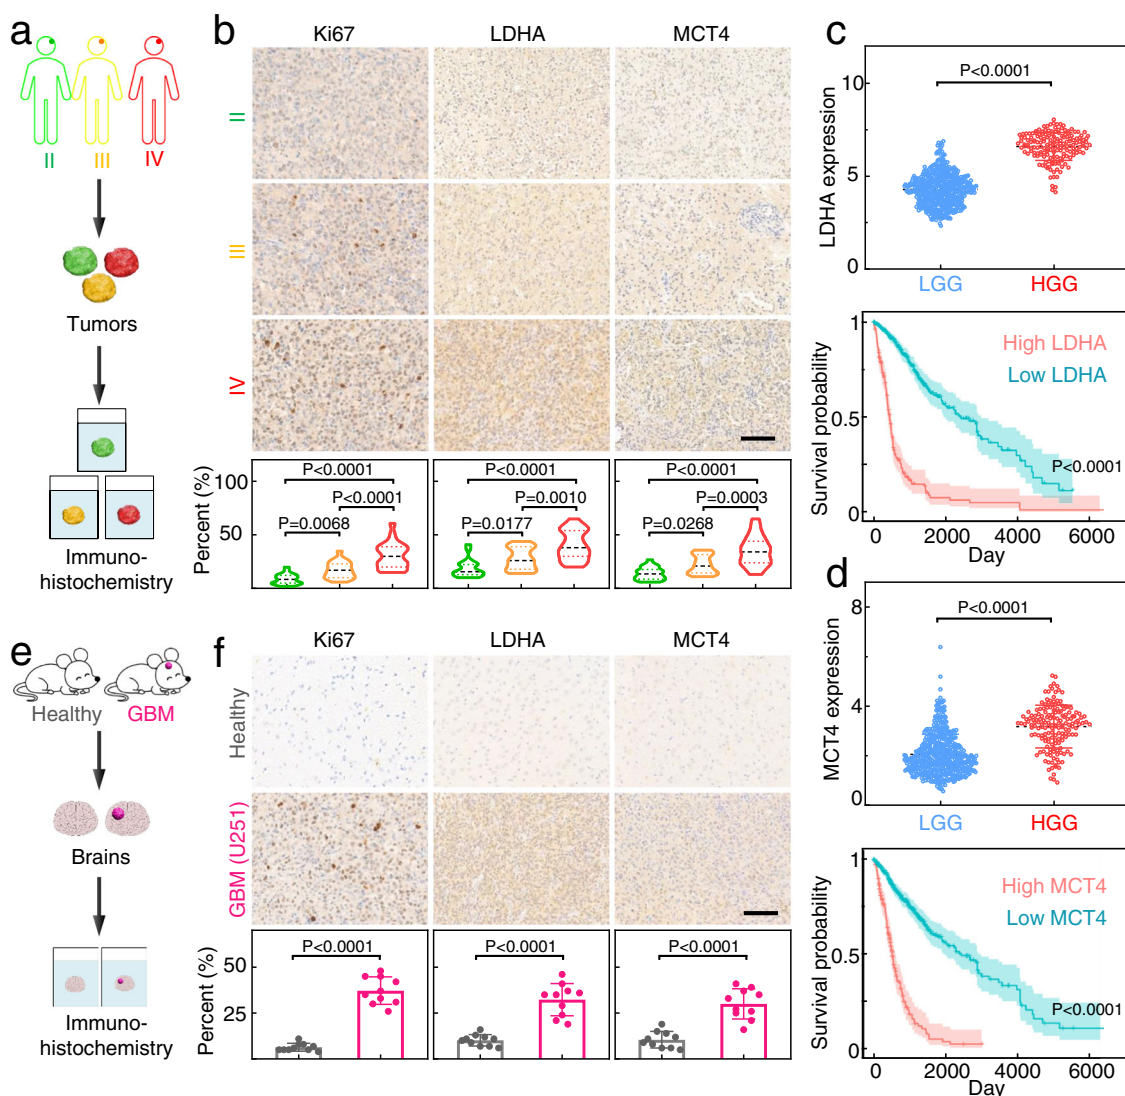 a
II III IV
Tumors
Immuno-
histochemistry
b
Ki67 LDHA MCT4
II
III
IV
Percent (%)
100
50
P<0.0001
P<0.0001
P=0.0068
P<0.0001
P=0.0010
P=0.0177
P<0.0001
P=0.0003
P=0.0268
c
LDHA expression
10
5
0
P<0.0001
LGG HGG
Survival probability
1
0.5
0
High LDHA
Low LDHA
P<0.0001
0 2000 4000 6000
Day
d
MCT4 expression
8
4
0
P<0.0001
LGG HGG
Survival probability
1
0.5
0
High MCT4
Low MCT4
P<0.0001
0 2000 4000 6000
Day
e
Healthy GBM
Brains
Immuno-
histochemistry
f
Ki67 LDHA MCT4
Healthy
GBM (U251)
Percent (%)
50
25
P<0.0001
P<0.0001
P<0.0001